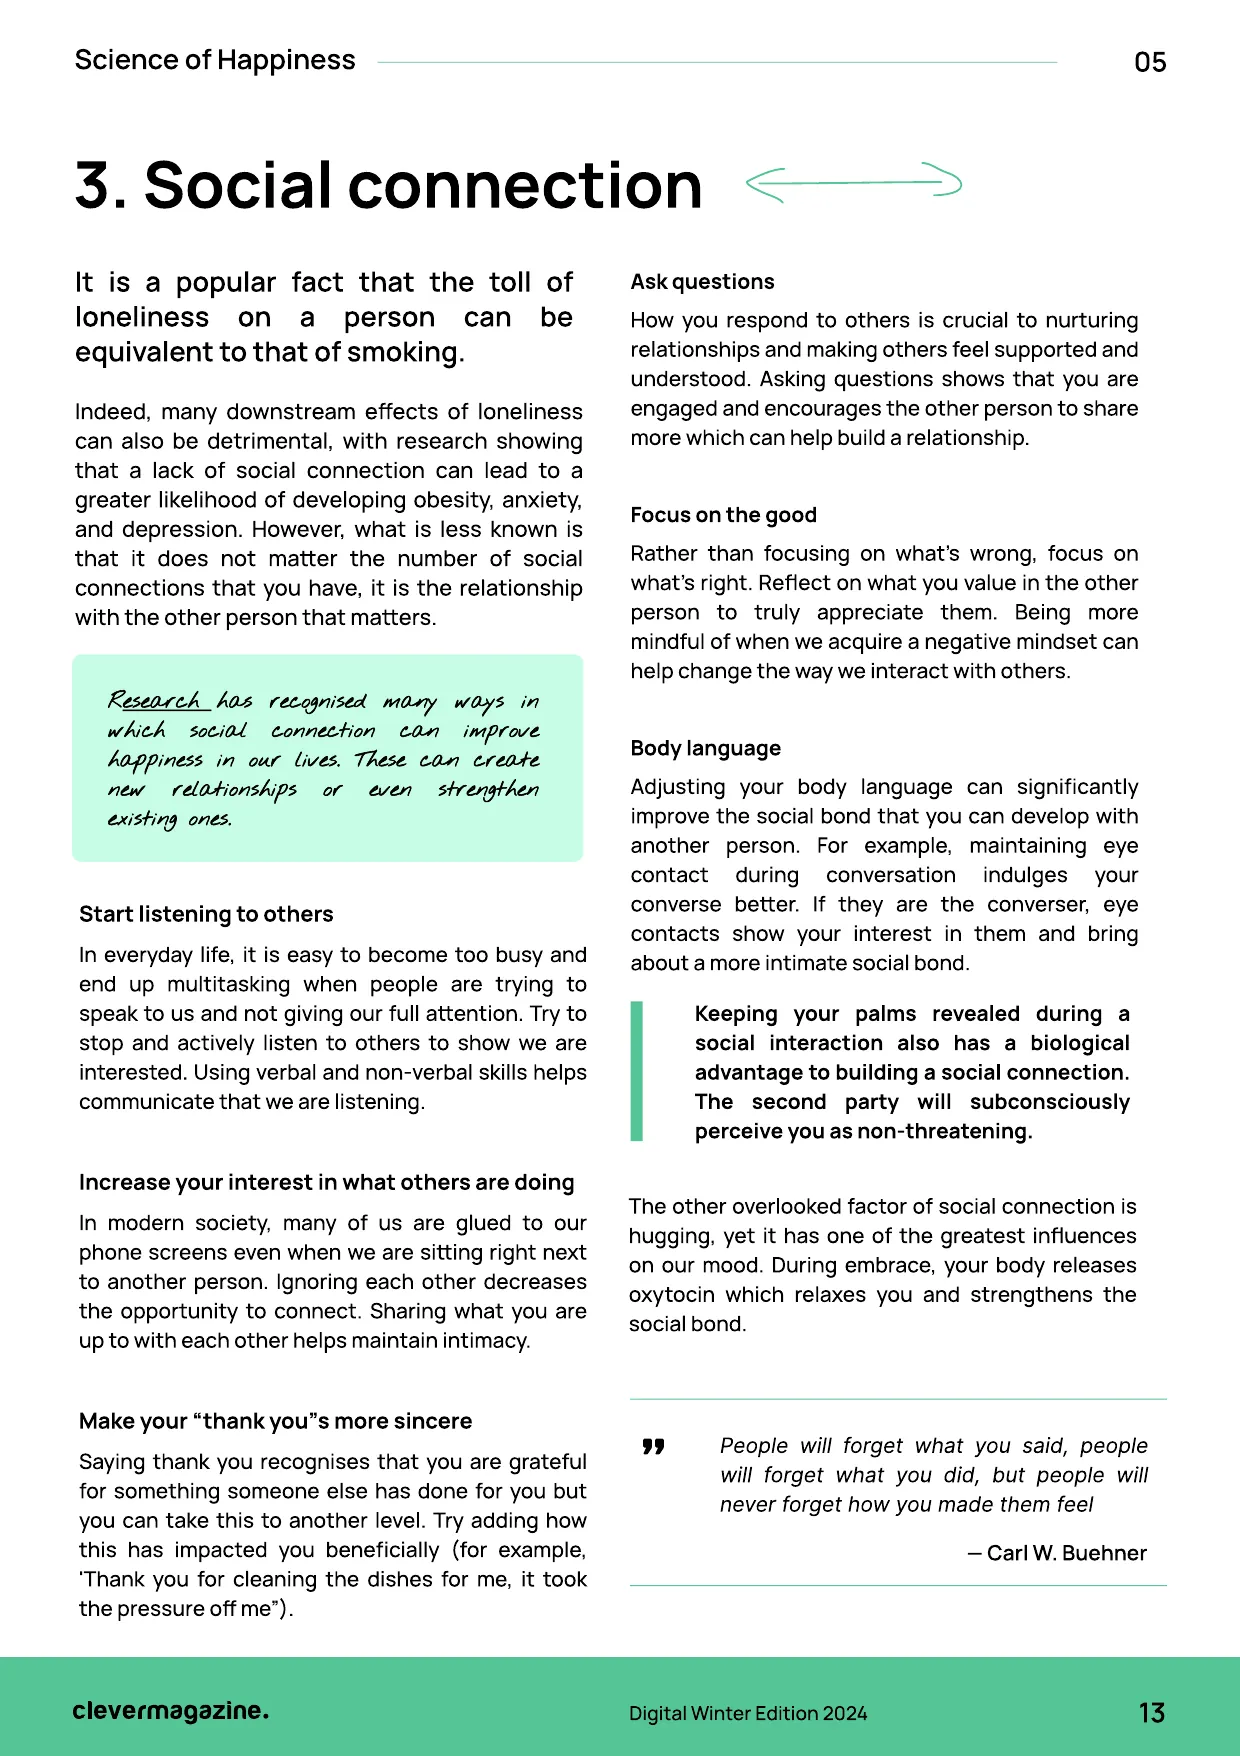 Science of Happiness
05
3. Social connection
It is a popular fact that the toll of
loneliness on a person can be
equivalent to that of smoking.
Indeed, many downstream effects of loneliness
can also be detrimental, with research showing
that a lack of social connection can lead to a
greater likelihood of developing obesity, anxiety,
and depression. However, what is less known is
that it does not matter the number of social
connections that you have, it is the relationship
with the other person that matters.
Research has recognised many ways in
which social connection can improve
happiness in our lives. These can create
new relationships or even strengthen
existing ones.
Start listening to others
In everyday life, it is easy to become too busy and
end up multitasking when people are trying to
speak to us and not giving our full attention. Try to
stop and actively listen to others to show we are
interested. Using verbal and non-verbal skills helps
communicate that we are listening.
Increase your interest in what others are doing
In modern society, many of us are glued to our
phone screens even when we are sitting right next
to another person. Ignoring each other decreases
the opportunity to connect. Sharing what you are
up to with each other helps maintain intimacy.
Make your “thank you”s more sincere
Saying thank you recognises that you are grateful
for something someone else has done for you but
you can take this to another level. Try adding how
this has impacted you beneficially (for example,
'Thank you for cleaning the dishes for me, it took
the pressure off me”).
Ask questions
How you respond to others is crucial to nurturing
relationships and making others feel supported and
understood. Asking questions shows that you are
engaged and encourages the other person to share
more which can help build a relationship.
Focus on the good
Rather than focusing on what’s wrong, focus on
what’s right. Reflect on what you value in the other
person to truly appreciate them. Being more
mindful of when we acquire a negative mindset can
help change the way we interact with others.
Body language
Adjusting your body language can significantly
improve the social bond that you can develop with
another person. For example, maintaining eye
contact during conversation indulges your
converse better. If they are the converser, eye
contacts show your interest in them and bring
about a more intimate social bond.
Keeping your palms revealed during a
social interaction also has a biological
advantage to building a social connection.
The second party will subconsciously
perceive you as non-threatening.
The other overlooked factor of social connection is
hugging, yet it has one of the greatest influences
on our mood. During embrace, your body releases
oxytocin which relaxes you and strengthens the
social bond.
” People will forget what you said, people
will forget what you did, but people will
never forget how you made them feel
— Carl W. Buehner
clevermagazine.
Digital Winter Edition 2024
13